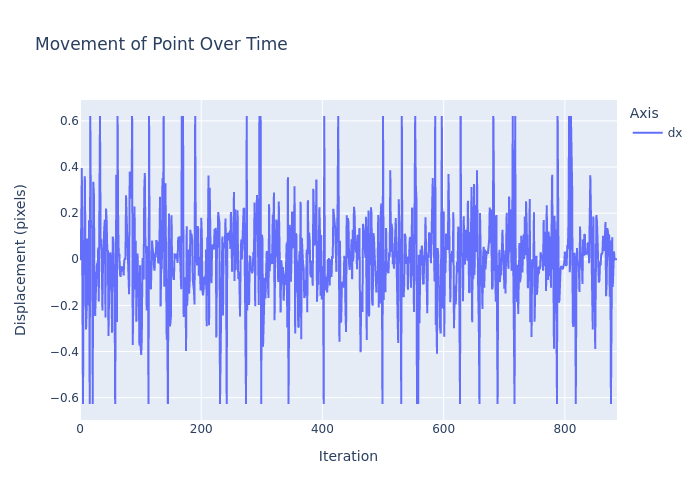 Movement of Point Over Time
Axis
dx
0.6
0.4
0.2
0
−0.2
−0.4
−0.6
Displacement (pixels)
0 200 400 600 800
Iteration